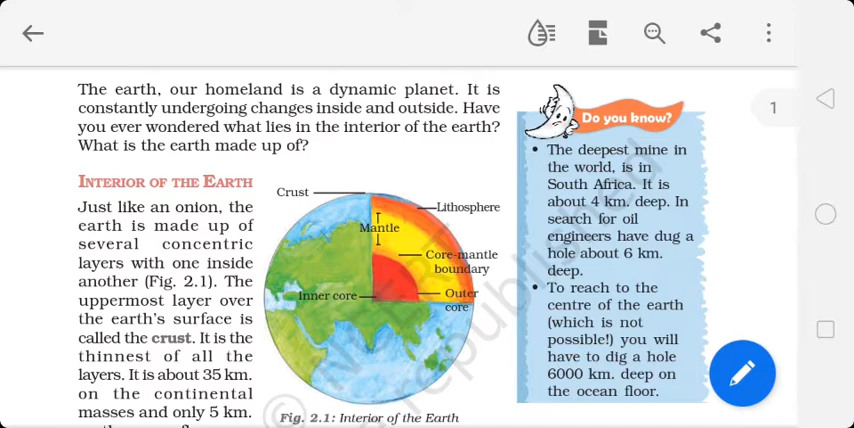 The earth, our homeland is a dynamic planet. It is
constantly undergoing changes inside and outside. Have
you ever wondered what lies in the interior of the earth?
What is the earth made up of?
INTERIOR OF THE EARTH
Just like an onion, the
earth is made up of
several concentric
layers with one inside
another (Fig. 2.1). The
uppermost layer over
the earth's surface is
called the crust. It is the
thinnest of all the
layers. It is about 35 km.
on the continental
masses and only 5 km.
Crust
Lithosphere
Mantle
Core-mantle
boundary
Inner core
Outer
core
Fig. 2.1: Interior of the Earth
Do you know?
• The deepest mine in
the world, is in
South Africa. It is
about 4 km. deep. In
search for oil
engineers have dug a
hole about 6 km.
deep.
• To reach to the
centre of the earth
(which is not
possible!) you will
have to dig a hole
6000 km. deep on
the ocean floor.
1
republished